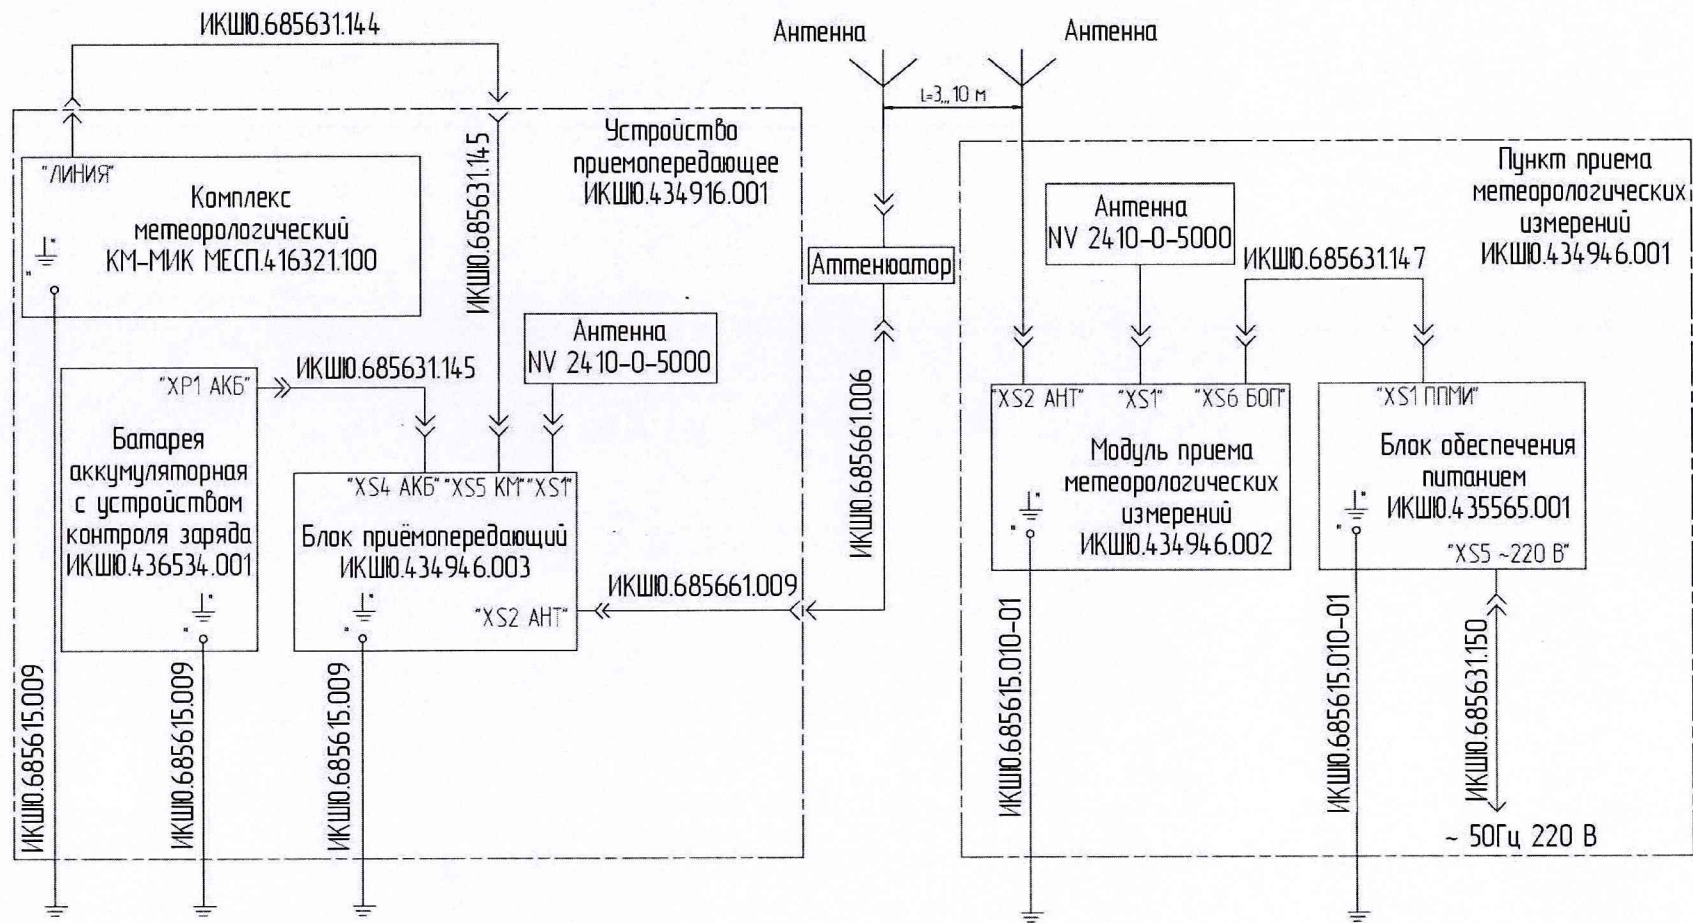 ИКШЮ.685631.144
Антенна
Антенна
L=3...10 м
Устройство
приемопередающее
ИКШЮ.434916.001
"ЛИНИЯ"
Комплекс
метеорологический
КМ-МИК МЕСП.416321.100
"⏚"
ИКШЮ.685631.145
Антенна
NV 2410-0-5000
"XP1 АКБ"
ИКШЮ.685631.145
Батарея
аккумуляторная
с устройством
контроля заряда
ИКШЮ.436534.001
"⏚"
"XS4 АКБ"
"XS5 КМ"
"XS1"
Блок приёмопередающий
ИКШЮ.434946.003
"⏚"
"XS2 АНТ"
ИКШЮ.685661.009
ИКШЮ.685615.009
ИКШЮ.685615.009
ИКШЮ.685615.009
Аттенюатор
ИКШЮ.685661.006
Пункт приема
метеорологических
измерений
ИКШЮ.434946.001
Антенна
NV 2410-0-5000
ИКШЮ.685631.147
"XS2 АНТ"
"XS1"
"XS6 БОП"
Модуль приема
метеорологических
измерений
ИКШЮ.434946.002
"⏚"
"XS1 ППМИ"
Блок обеспечения
питанием
ИКШЮ.435565.001
"⏚"
"XS5 ~220 В"
ИКШЮ.685615.010-01
ИКШЮ.685615.010-01
ИКШЮ.685631.150
~ 50Гц 220 В